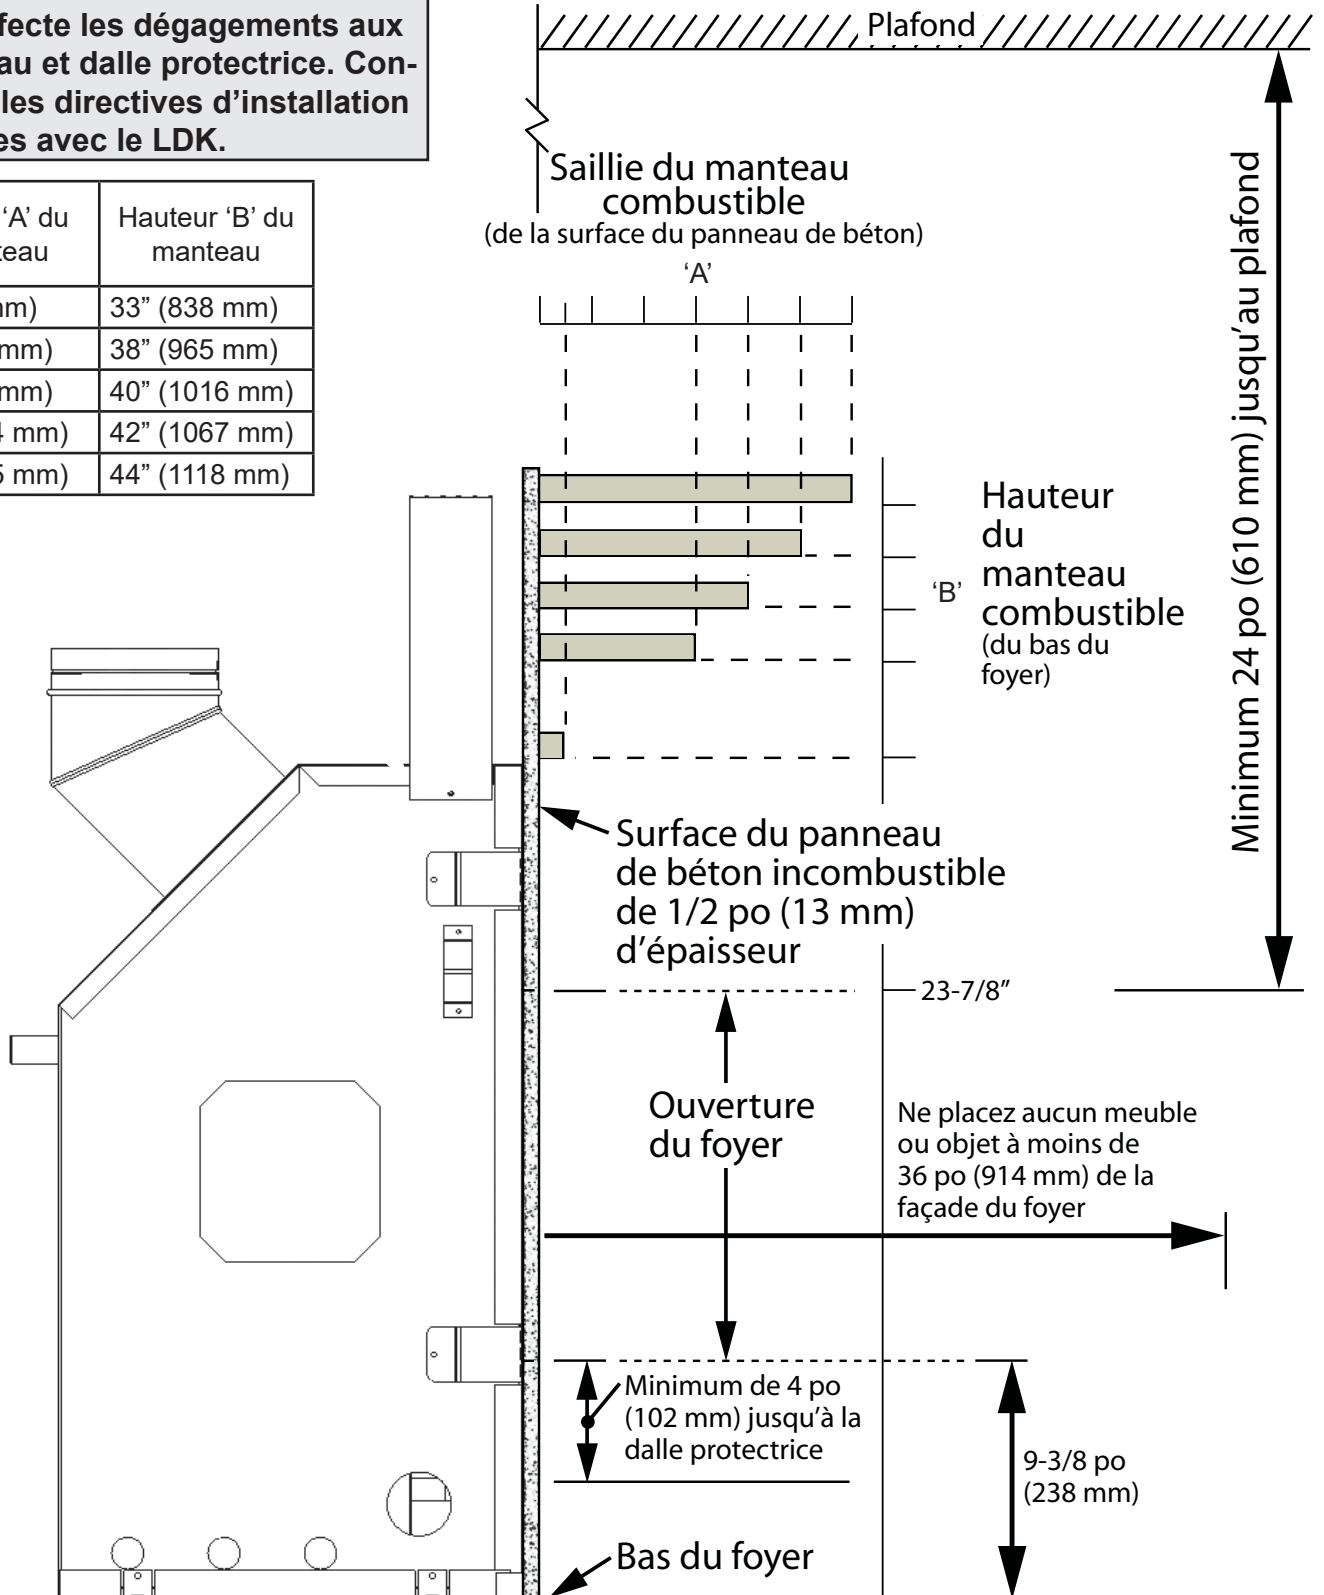 les dégagements aux
et dalle protectrice. Con-
les directives d’installation
avec le LDK.
‘A’ du
Hauteur ‘B’ du
manteau
33” (838 mm)
mm)
38” (965 mm)
mm)
40” (1016 mm)
mm)
42” (1067 mm)
mm)
44” (1118 mm)
Plafond
Saillie du manteau
combustible
(de la surface du panneau de béton)
‘A’
Hauteur
du
manteau
combustible
(du bas du
foyer)
‘B’
Minimum 24 po (610 mm) jusqu’au plafond
Surface du panneau
de béton incombustible
de 1/2 po (13 mm)
d’épaisseur
23-7/8”
Ouverture
du foyer
Ne placez aucun meuble
ou objet à moins de
36 po (914 mm) de la
façade du foyer
Minimum de 4 po
(102 mm) jusqu’à la
dalle protectrice
9-3/8 po
(238 mm)
Bas du foyer